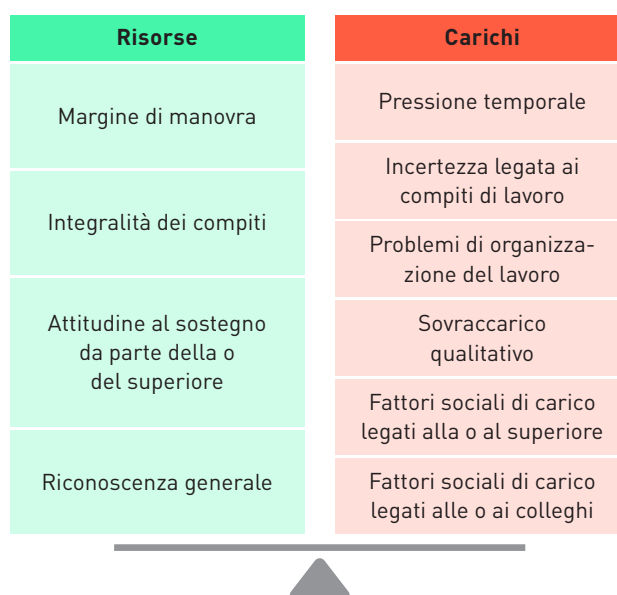 Risorse
Margine di manovra
Integralità dei compiti
Attitudine al sostegno
da parte della o
del superiore
Riconoscenza generale
Carichi
Pressione temporale
Incertezza legata ai
compiti di lavoro
Problemi di organizza-
zione del lavoro
Sovraccarico
qualitativo
Fattori sociali di carico
legati alla o al superiore
Fattori sociali di carico
legati alle o ai colleghi